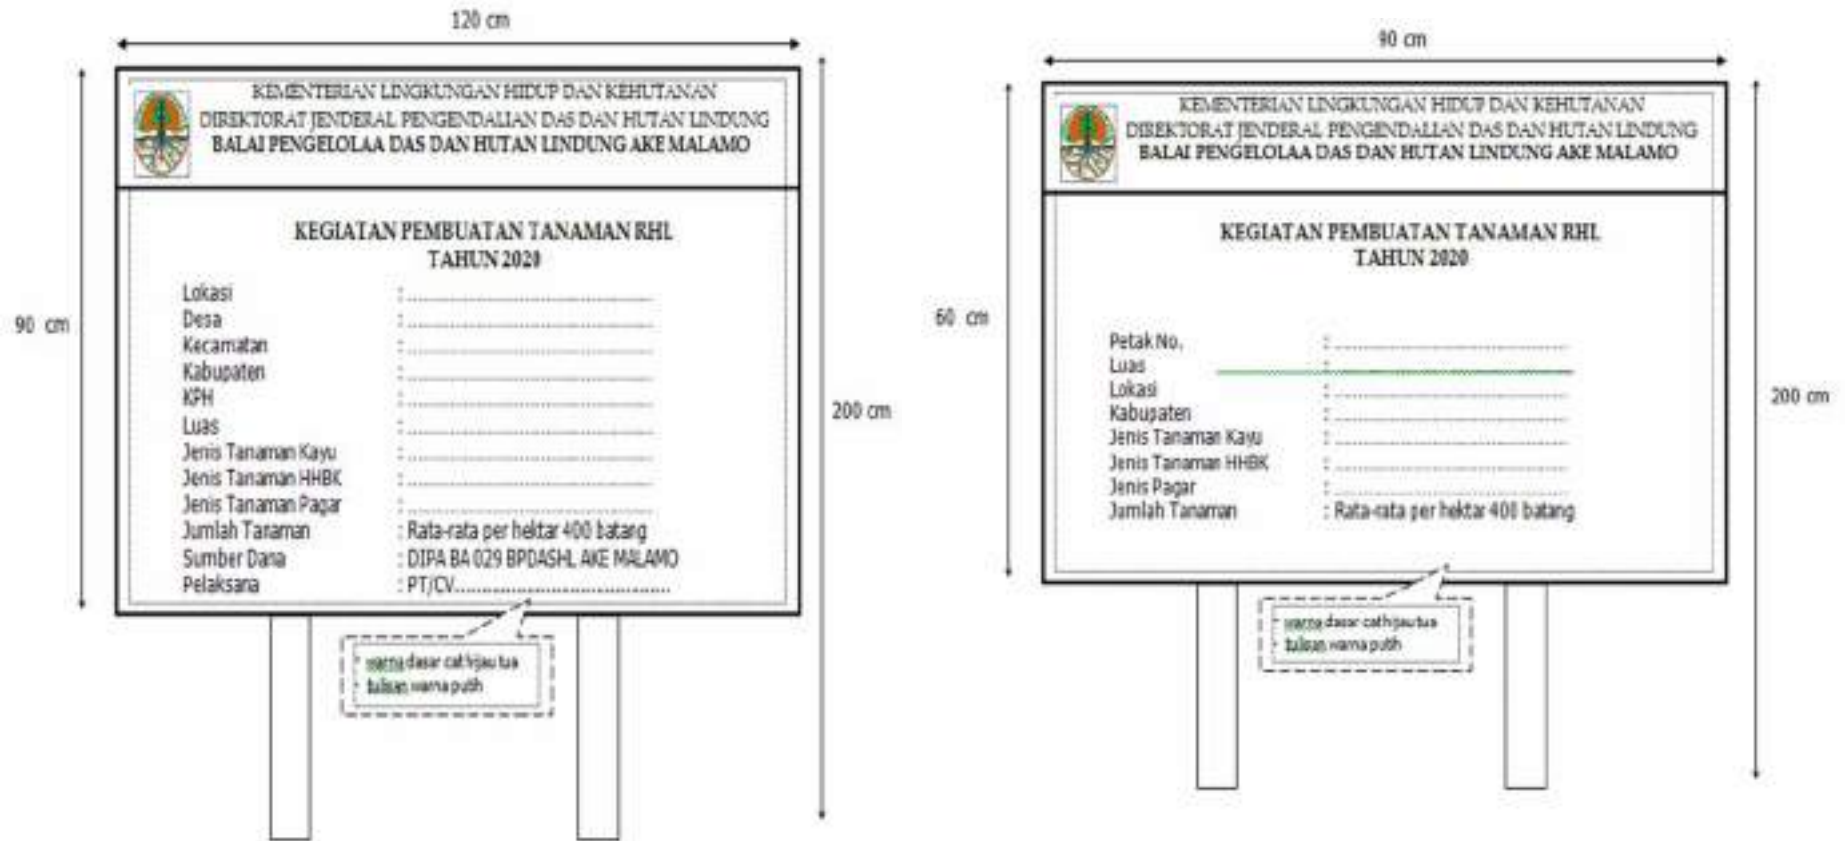 120 cm
KEMENTERIAN LINGKUNGAN HIDUP DAN KEHUTANAN
DIREKTORAT JENDERAL PENGENDALIAN DAS DAN HUTAN LINDUNG
BALAI PENGELOLAA DAS DAN HUTAN LINDUNG AKE MALAMO
KEGIATAN PEMBUATAN TANAMAN RHL
TAHUN 2020
Lokasi : ..........................................
Desa : ..........................................
Kecamatan : ..........................................
Kabupaten : ..........................................
KPH : ..........................................
Luas : ..........................................
Jenis Tanaman Kayu : ..........................................
Jenis Tanaman HHBK : ..........................................
Jenis Tanaman Pagar : ..........................................
Jumlah Tanaman : Rata-rata per hektar 400 batang
Sumber Dana : DIPA BA 029 BPDASHL AKE MALAMO
Pelaksana : PT/CV..........................................
90 cm
200 cm
- warna dasar cat hijau tua
- tulisan warna putih
90 cm
KEMENTERIAN LINGKUNGAN HIDUP DAN KEHUTANAN
DIREKTORAT JENDERAL PENGENDALIAN DAS DAN HUTAN LINDUNG
BALAI PENGELOLAA DAS DAN HUTAN LINDUNG AKE MALAMO
KEGIATAN PEMBUATAN TANAMAN RHL
TAHUN 2020
Petak No. : ..........................................
Luas
Lokasi : ..........................................
Kabupaten : ..........................................
Jenis Tanaman Kayu : ..........................................
Jenis Tanaman HHBK : ..........................................
Jenis Pagar : ..........................................
Jumlah Tanaman : Rata-rata per hektar 400 batang
60 cm
200 cm
- warna dasar cat hijau tua
- tulisan warna putih